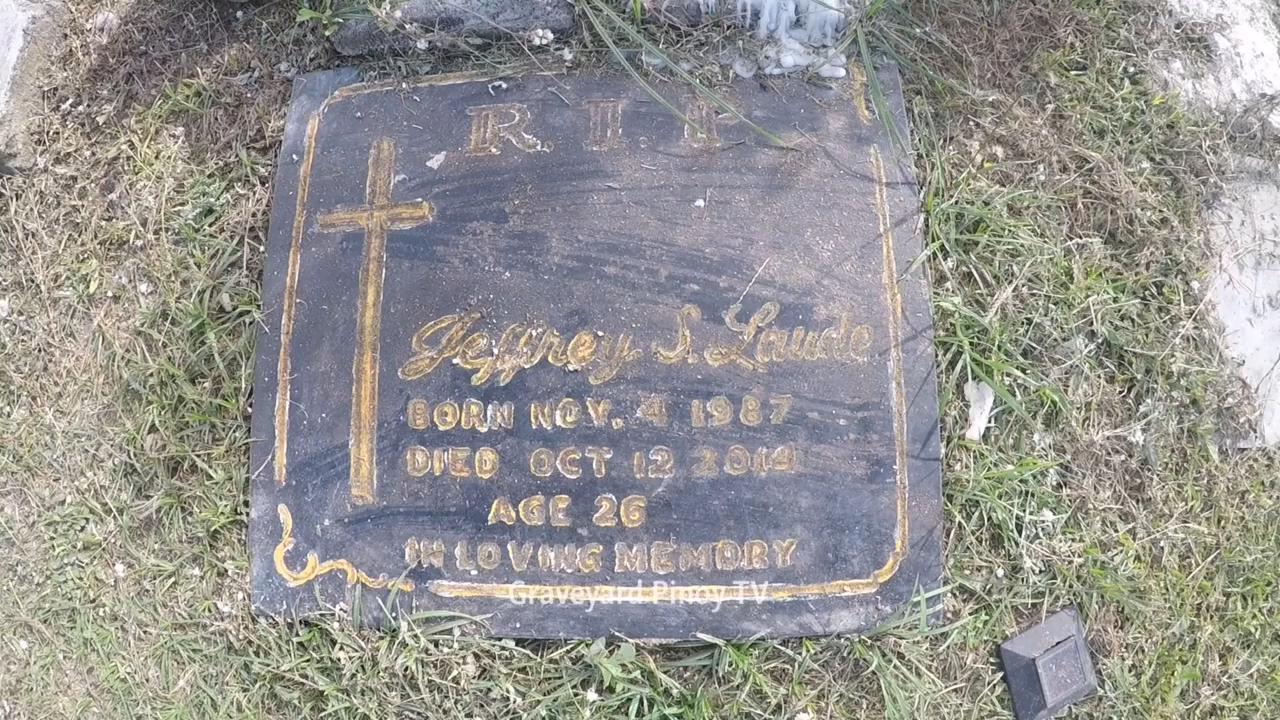 R. I. P
Jeffrey S. Laude
BORN NOV. 4 1987
DIED OCT 12 2014
AGE 26
IN LOVING MEMORY
Graveyard Pinoy TV